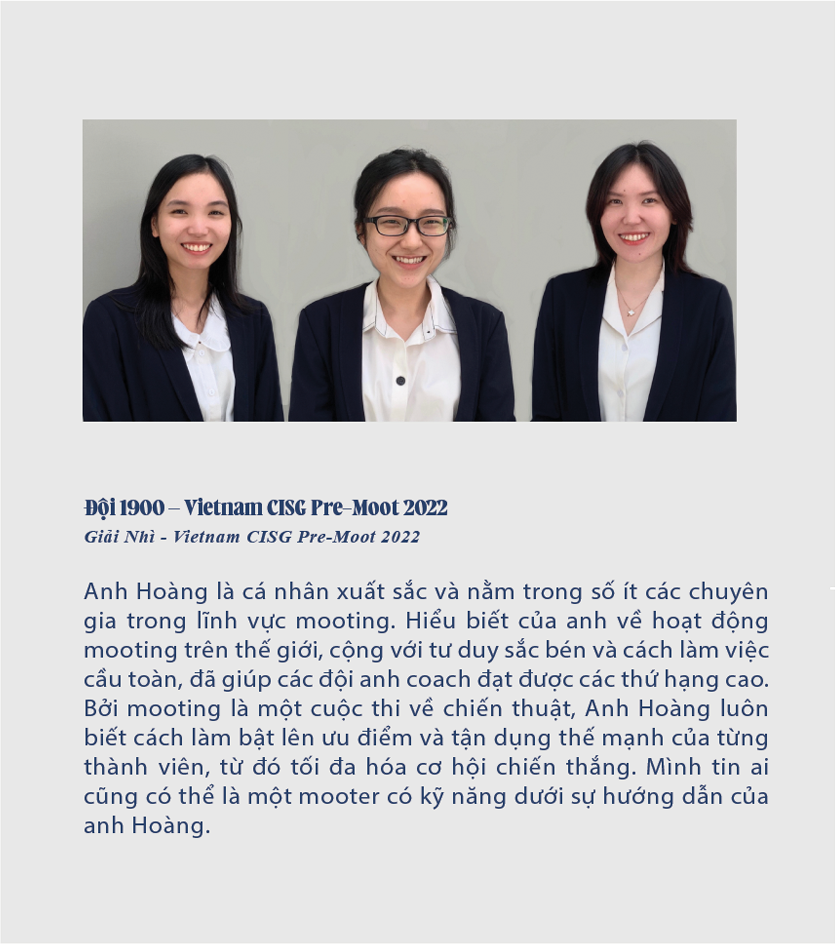 Đội 1900 – Vietnam CISG Pre-Moot 2022
Giải Nhì - Vietnam CISG Pre-Moot 2022
Anh Hoàng là cá nhân xuất sắc và nằm trong số ít các chuyên
gia trong lĩnh vực mooting. Hiểu biết của anh về hoạt động
mooting trên thế giới, cộng với tư duy sắc bén và cách làm việc
cầu toàn, đã giúp các đội anh coach đạt được các thứ hạng cao.
Bởi mooting là một cuộc thi về chiến thuật, Anh Hoàng luôn
biết cách làm bật lên ưu điểm và tận dụng thế mạnh của từng
thành viên, từ đó tối đa hóa cơ hội chiến thắng. Mình tin ai
cũng có thể là một mooter có kỹ năng dưới sự hướng dẫn của
anh Hoàng.